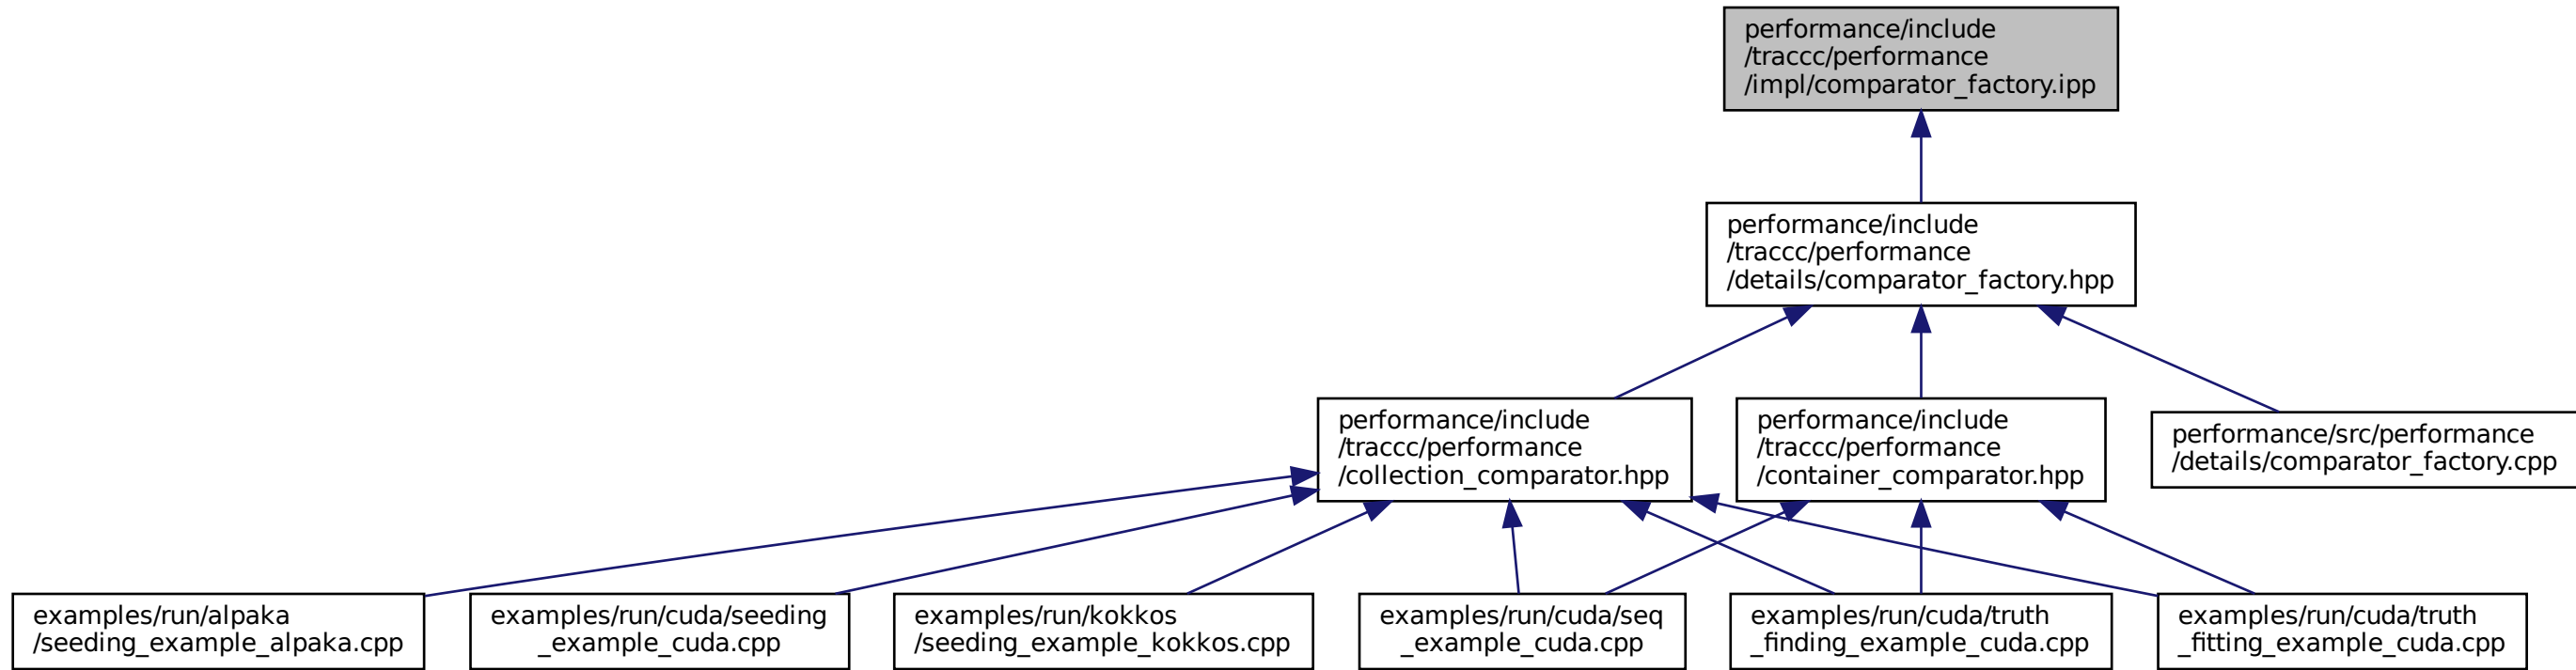 performance/include
/traccc/performance
/impl/comparator_factory.ipp
performance/include
/traccc/performance
/details/comparator_factory.hpp
performance/include
/traccc/performance
/collection_comparator.hpp
performance/include
/traccc/performance
/container_comparator.hpp
performance/src/performance
/details/comparator_factory.cpp
examples/run/alpaka
/seeding_example_alpaka.cpp
examples/run/cuda/seeding
_example_cuda.cpp
examples/run/kokkos
/seeding_example_kokkos.cpp
examples/run/cuda/seq
_example_cuda.cpp
examples/run/cuda/truth
_finding_example_cuda.cpp
examples/run/cuda/truth
_fitting_example_cuda.cpp